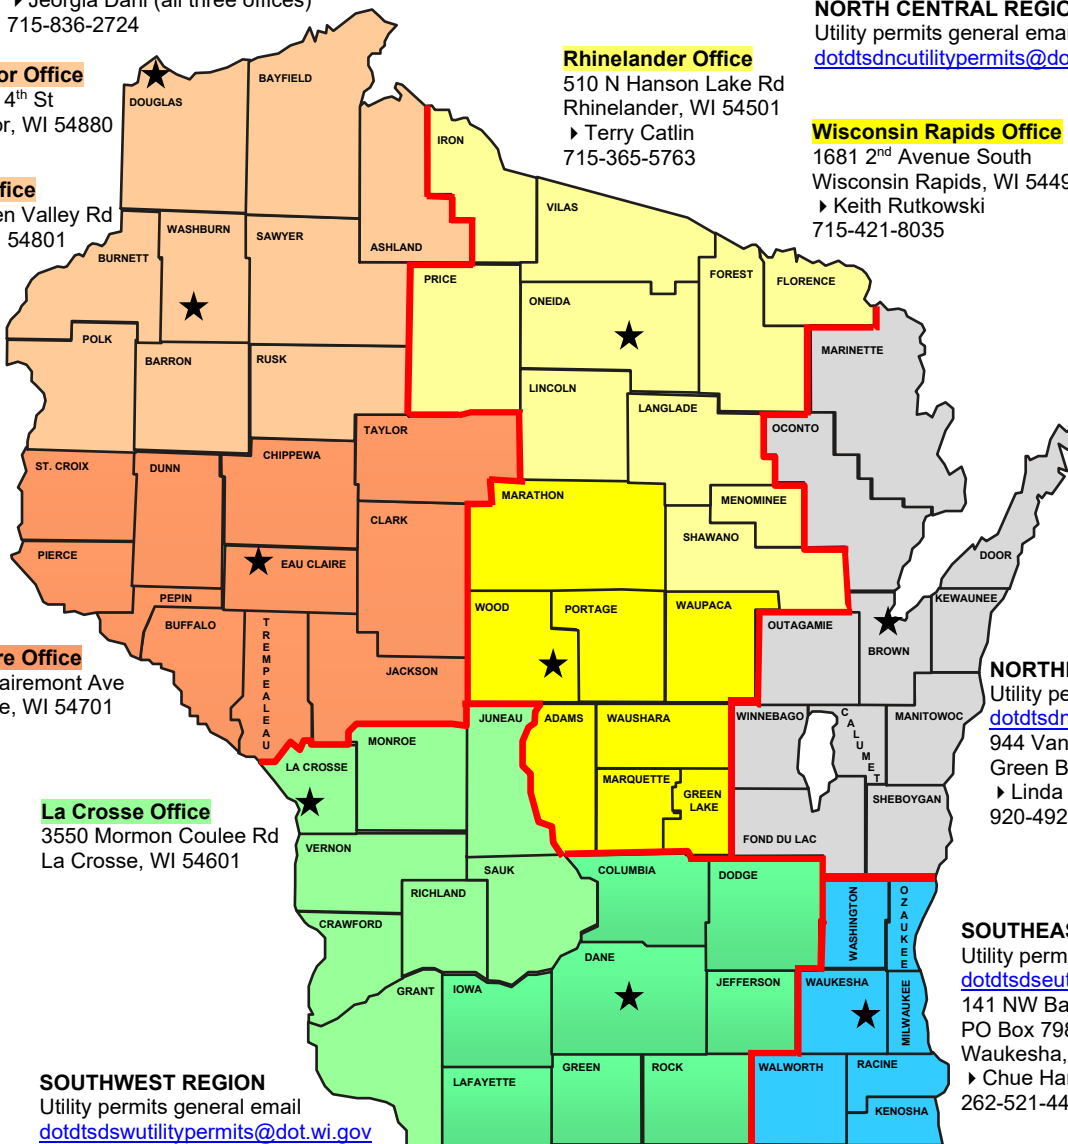 ▸Jeorgia Dahl (all three offices)
715-836-2724
or Office
4th St
or, WI 54880
fice
en Valley Rd
54801
re Office
airemont Ave
e, WI 54701
La Crosse Office
3550 Mormon Coulee Rd
La Crosse, WI 54601
SOUTHWEST REGION
Utility permits general email
dotdtsdswutilitypermits@dot.wi.gov
Rhinelander Office
510 N Hanson Lake Rd
Rhinelander, WI 54501
▸Terry Catlin
715-365-5763
NORTH CENTRAL REGIO
Utility permits general emai
dotdtsdncutilitypermits@do
Wisconsin Rapids Office
1681 2nd Avenue South
Wisconsin Rapids, WI 5449
▸Keith Rutkowski
715-421-8035
NORTHE
Utility pe
dotdtsdn
944 Van
Green B
▸Linda
920-492
SOUTHEAS
Utility perm
dotdtsdseut
141 NW Ba
PO Box 798
Waukesha,
▸Chue Har
262-521-44
DOUGLAS
BAYFIELD
IRON
VILAS
ASHLAND
WASHBURN
SAWYER
BURNETT
PRICE
ONEIDA
FOREST
FLORENCE
POLK
BARRON
RUSK
MARINETTE
LINCOLN
LANGLADE
TAYLOR
OCONTO
ST. CROIX
DUNN
CHIPPEWA
MARATHON
MENOMINEE
CLARK
SHAWANO
PIERCE
EAU CLAIRE
DOOR
PEPIN
BUFFALO
TREMPEALEAU
JACKSON
WOOD
PORTAGE
WAUPACA
OUTAGAMIE
BROWN
KEWAUNEE
JUNEAU
ADAMS
WAUSHARA
WINNEBAGO
CALUMET
MANITOWOC
MONROE
LA CROSSE
MARQUETTE
GREEN
LAKE
SHEBOYGAN
FOND DU LAC
VERNON
SAUK
COLUMBIA
DODGE
RICHLAND
WASHINGTON
OZAUKEE
CRAWFORD
DANE
GRANT
IOWA
JEFFERSON
WAUKESHA
MILWAUKEE
LAFAYETTE
GREEN
ROCK
WALWORTH
RACINE
KENOSHA